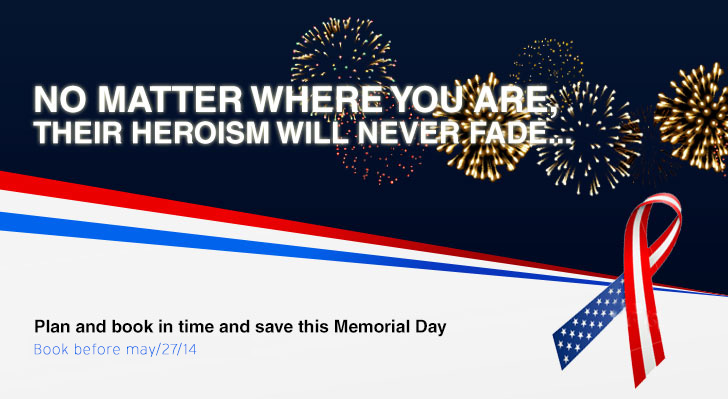 NO MATTER WHERE YOU ARE,
THEIR HEROISM WILL NEVER FADE...
Plan and book in time and save this Memorial Day
Book before may/27/14